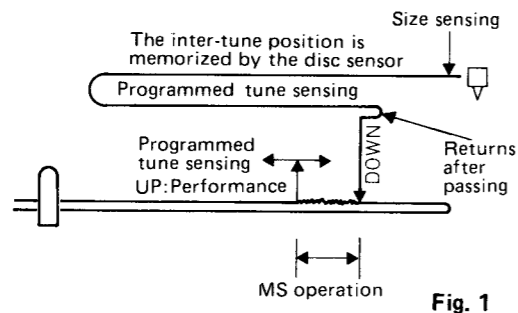 Size sensing
The inter-tune position is
memorized by the disc sensor
Programmed tune sensing
DOWN
Returns
after
passing
Programmed
tune sensing
UP:Performance
MS operation
Fig. 1